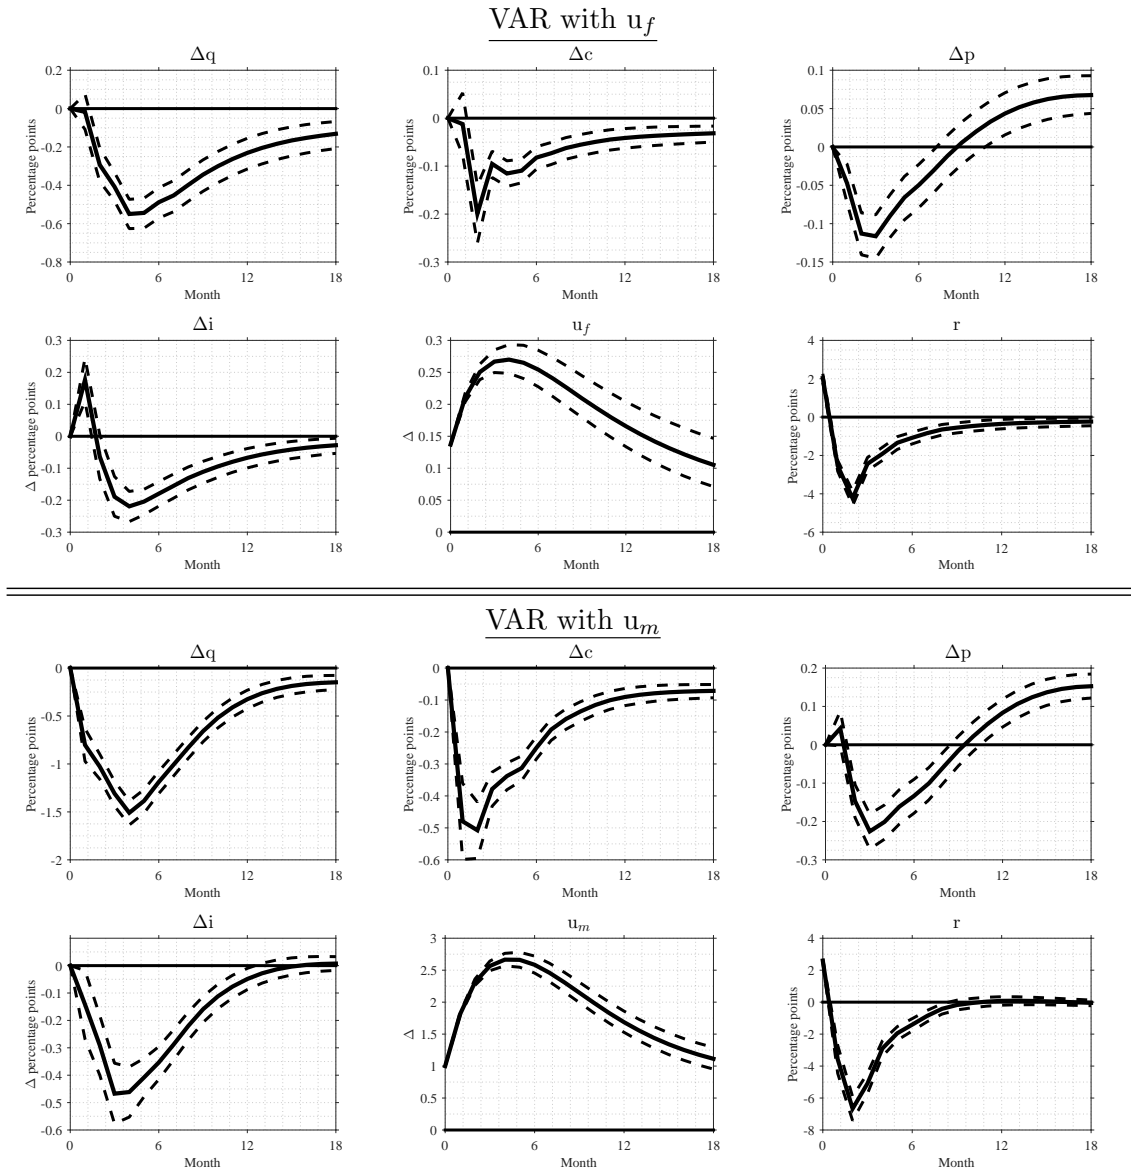 VAR with u_f
Δq
Δc
Δp
Percentage points
0.2
0
-0.2
-0.4
-0.6
-0.8
0 6 12 18
Month
Percentage points
0.1
0
-0.1
-0.2
-0.3
0 6 12 18
Month
Percentage points
0.1
0.05
0
-0.05
-0.1
-0.15
0 6 12 18
Month
Δi
u_f
r
Δ percentage points
0.3
0.2
0.1
0
-0.1
-0.2
-0.3
0 6 12 18
Month
Δ
0.3
0.25
0.2
0.15
0.1
0.05
0
0 6 12 18
Month
Percentage points
4
2
0
-2
-4
-6
0 6 12 18
Month
VAR with u_m
Δq
Δc
Δp
Percentage points
0
-0.5
-1
-1.5
-2
0 6 12 18
Month
Percentage points
0
-0.1
-0.2
-0.3
-0.4
-0.5
-0.6
0 6 12 18
Month
Percentage points
0.2
0.1
0
-0.1
-0.2
-0.3
0 6 12 18
Month
Δi
u_m
r
Δ percentage points
0
-0.1
-0.2
-0.3
-0.4
-0.5
-0.6
0 6 12 18
Month
Δ
3
2.5
2
1.5
1
0.5
0
0 6 12 18
Month
Percentage points
4
2
0
-2
-4
-6
-8
0 6 12 18
Month